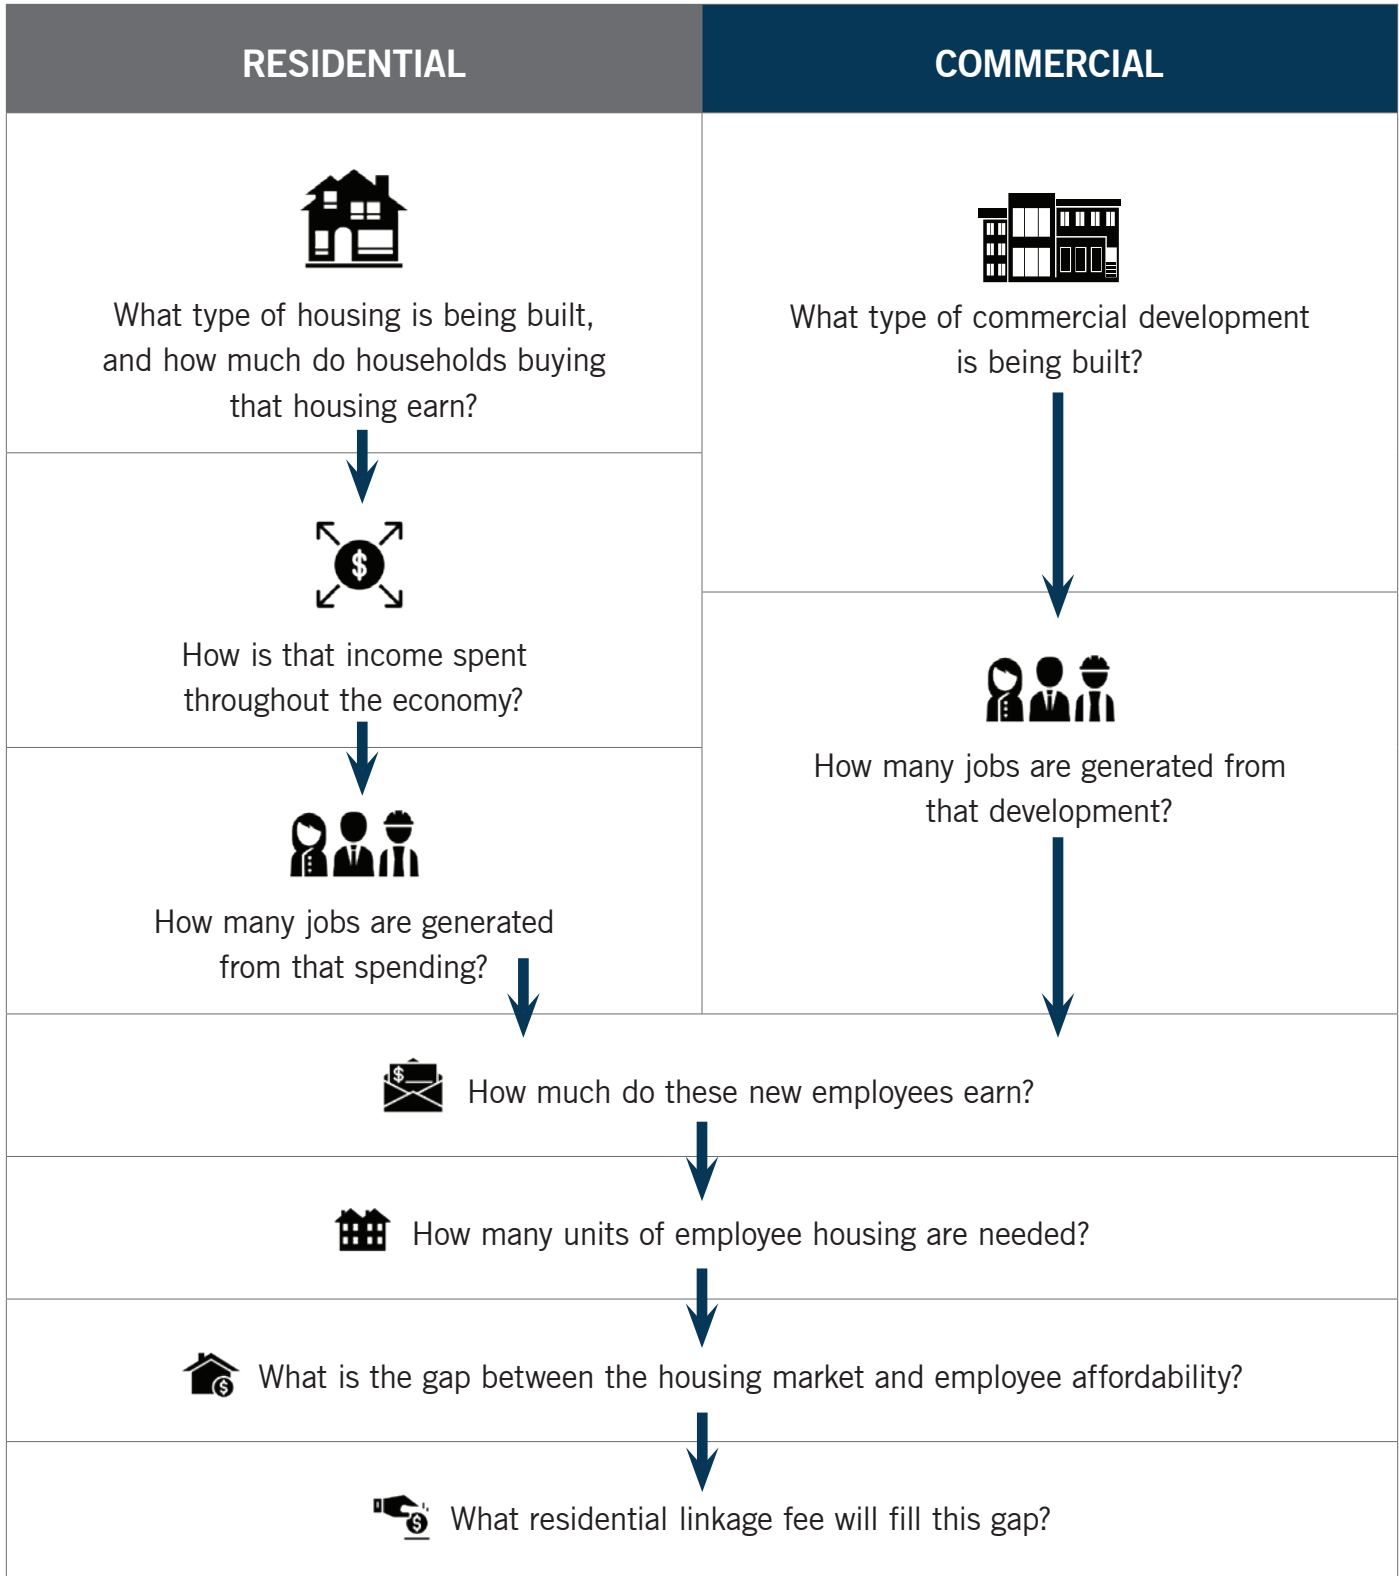 RESIDENTIAL
COMMERCIAL
What type of housing is being built,
and how much do households buying
that housing earn?
What type of commercial development
is being built?
$
How is that income spent
throughout the economy?
How many jobs are generated from
that development?
How many jobs are generated
from that spending?
$
How much do these new employees earn?
How many units of employee housing are needed?
$
What is the gap between the housing market and employee affordability?
$
What residential linkage fee will fill this gap?